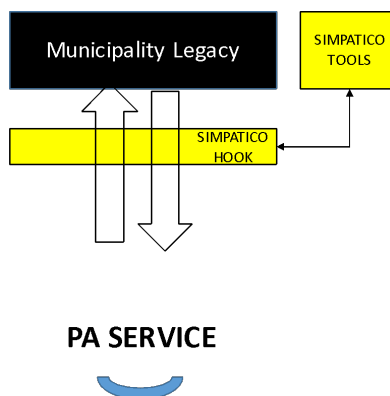 Municipality Legacy
SIMPATICO
TOOLS
SIMPATICO
HOOK
PA SERVICE